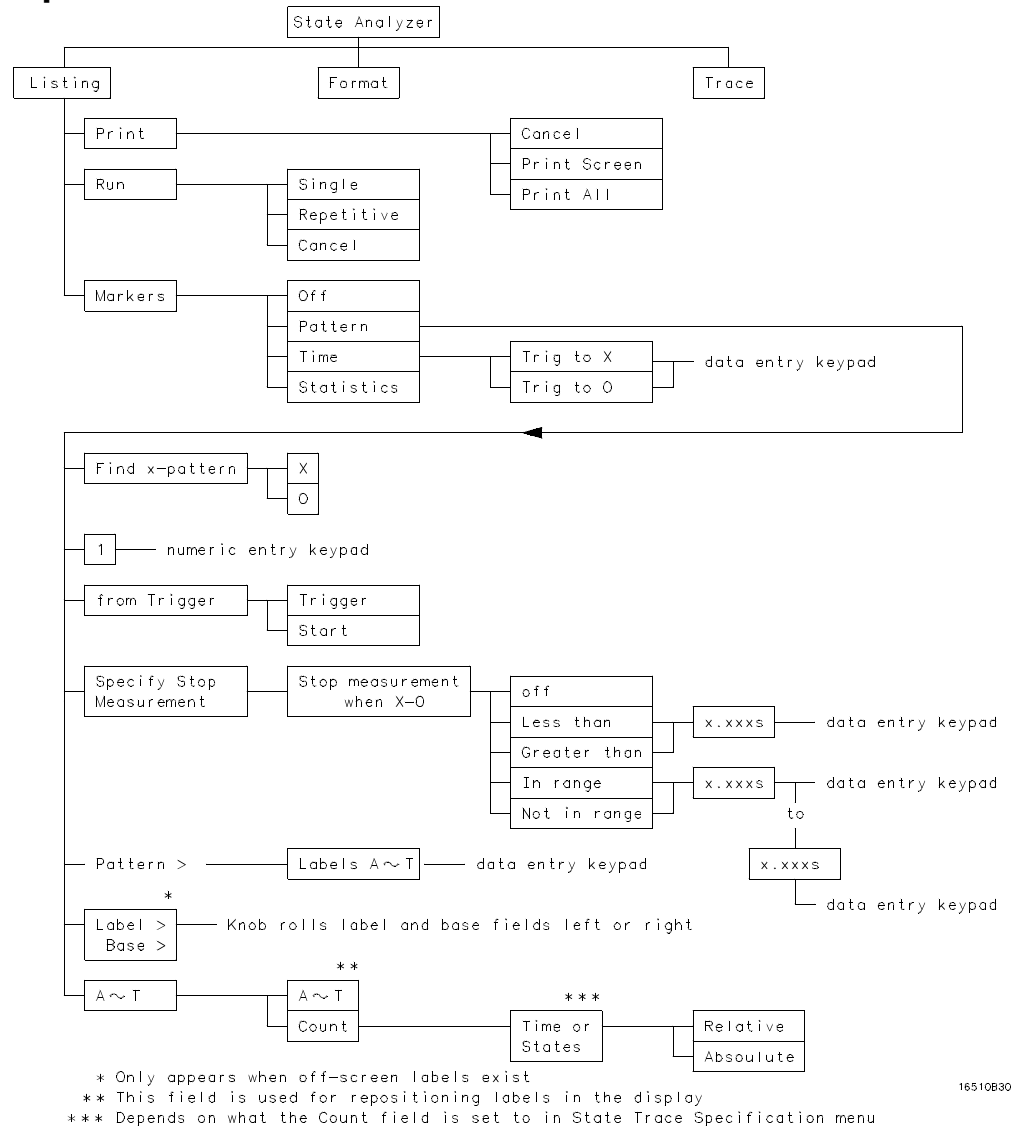 State Analyzer
Listing
Format
Trace
Print
Cancel
Print Screen
Print All
Run
Single
Repetitive
Cancel
Markers
Off
Pattern
Time
Statistics
Trig to X
Trig to O
data entry keypad
Find x-pattern
X
O
1
numeric entry keypad
from Trigger
Trigger
Start
Specify Stop
Measurement
Stop measurement
when X-O
off
Less than
Greater than
In range
Not in range
x.xxxs
data entry keypad
x.xxxs
data entry keypad
to
x.xxxs
data entry keypad
Pattern >
Labels A~T
data entry keypad
*
Label >
Base >
Knob rolls label and base fields left or right
A~T
**
A~T
Count
***
Time or
States
Relative
Absoulute
* Only appears when off-screen labels exist
** This field is used for repositioning labels in the display
*** Depends on what the Count field is set to in State Trace Specification menu
16510B30